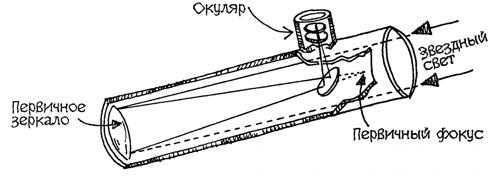 Окуляр
Звездный
свет
Первичное
зеркало
Первичный фокус